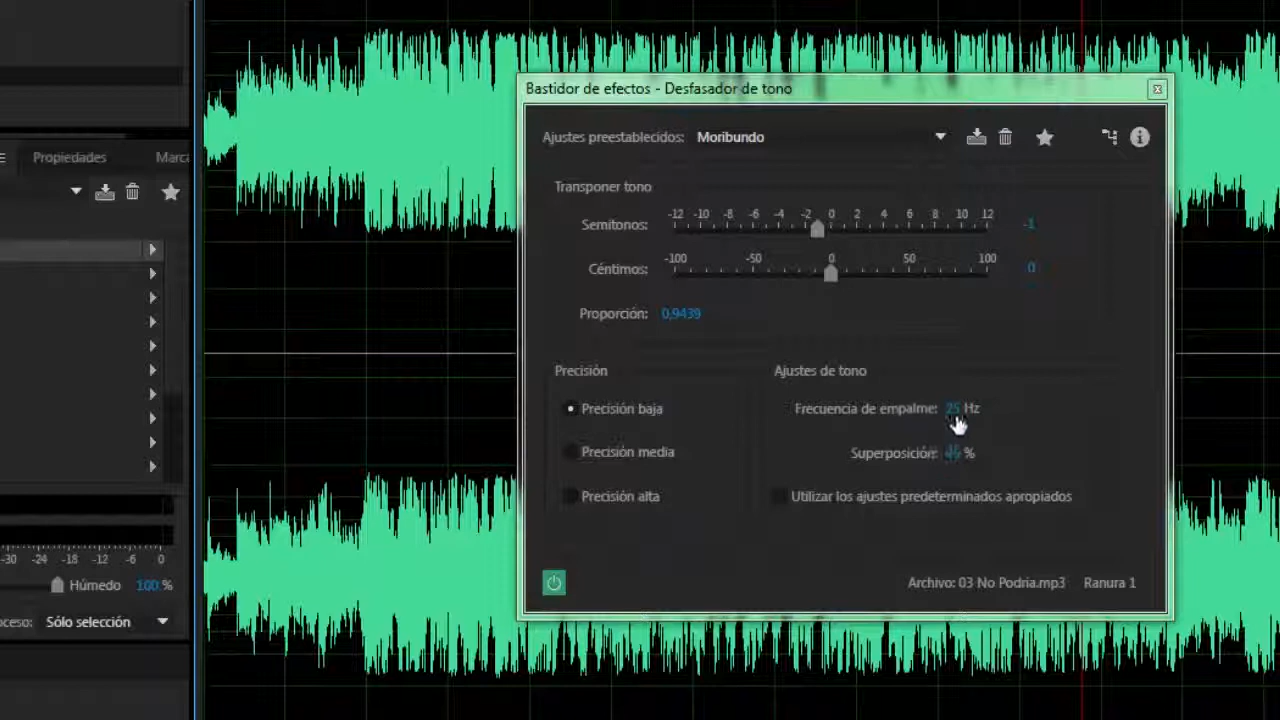 Bastidor de efectos - Desfasador de tono
Propiedades Marca
Ajustes preestablecidos: Moribundo
Transponer tono
-12 -10 -8 -6 -4 -2 0 2 4 6 8 10 12
Semitonos: -1
-100 -50 0 50 100
Céntimos: 0
Proporción: 0,9439
Precisión
Ajustes de tono
Precisión baja
Frecuencia de empalme: 25 Hz
Precisión media
Superposición: %
Precisión alta
Utilizar los ajustes predeterminados apropiados
-30 -24 -18 -12 -6 0
Húmedo 100 %
Archivo: 03 No Podria.mp3 Ranura 1
oceso: Sólo selección